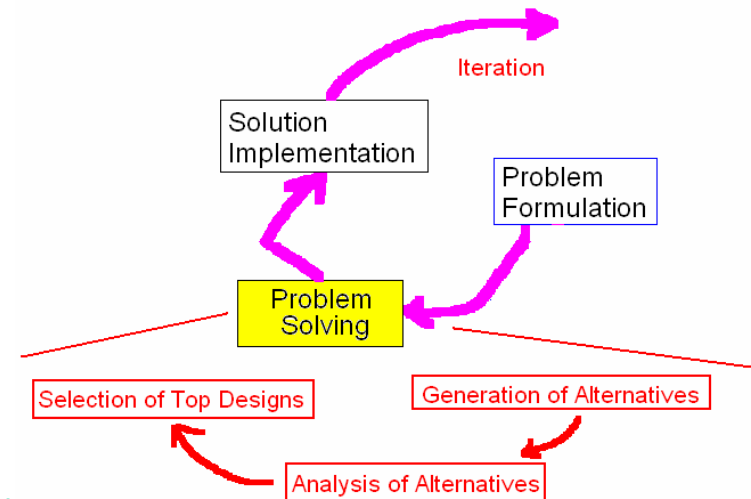 Iteration
Solution
Implementation
Problem
Formulation
Problem
Solving
Selection of Top Designs
Generation of Alternatives
Analysis of Alternatives